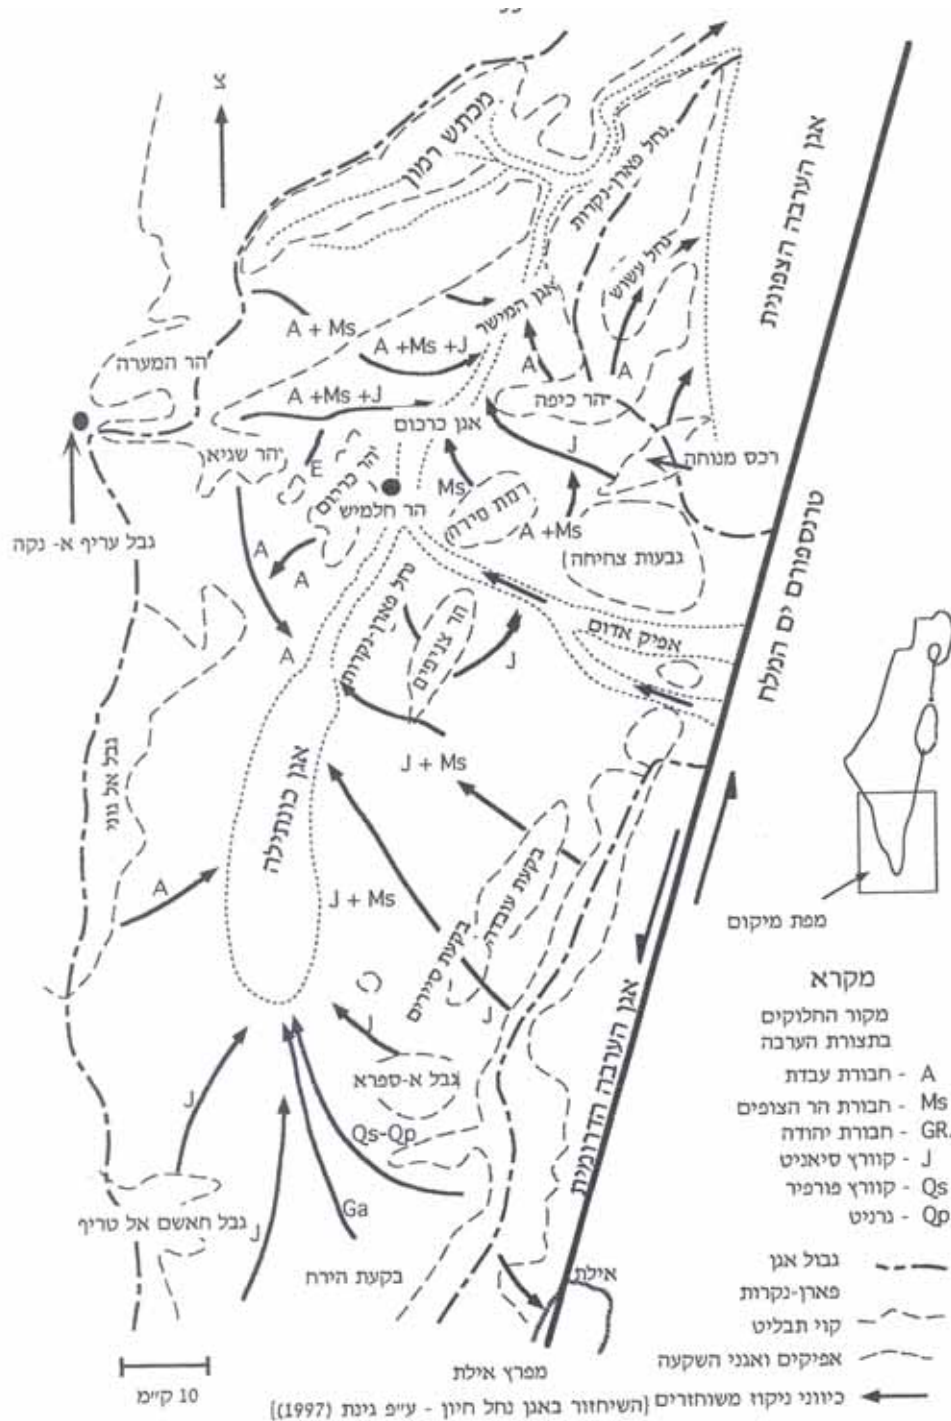 צ
מכתש רמון
נחל פארן-נקרות
נחל עשוש
אגן הערבה הצפונית
אגן המישר
A + Ms
A +Ms +J
A
A
הר המערה
A +Ms+J
הר כיפה
אגן כרכום
J
רכס מנוחה
הר שגיא
E
הר כרכום
Ms
הר חלמיש
A +Ms
גבעות צחיחה
גבל עריף א- נקה
A
A
A
נחל פארן-נקרות
הר צניפים
J
אפיק אדום
טרנספורם ים המלח
J + Ms
אגן כונתילה
בקעת עובדה
A
J + Ms
בקעת סיירים
J
J
גבל א-ספרא
אגן הערבה הדרומית
J
Qs-Qp
Ga
גבל חאשם אל טריף
J
בקעת הירח
אילת
מפרץ אילת
10 ק"מ
מפת מיקום
מקרא
מקור החלוקים
בתצורת הערבה
A - חבורת עבדת
Ms - חבורת הר הצופים
GR. - חבורת יהודה
J - קוורץ סיאניט
Qs - קוורץ פורפיר
Qp - גרניט
גבול אגן
פארן-נקרות
קוי תבליט
אפיקים ואגני השקעה
כיווני ניקוז משוחזרים
[השיחזור באגן נחל חיון - ע"פ גינת (1997)]